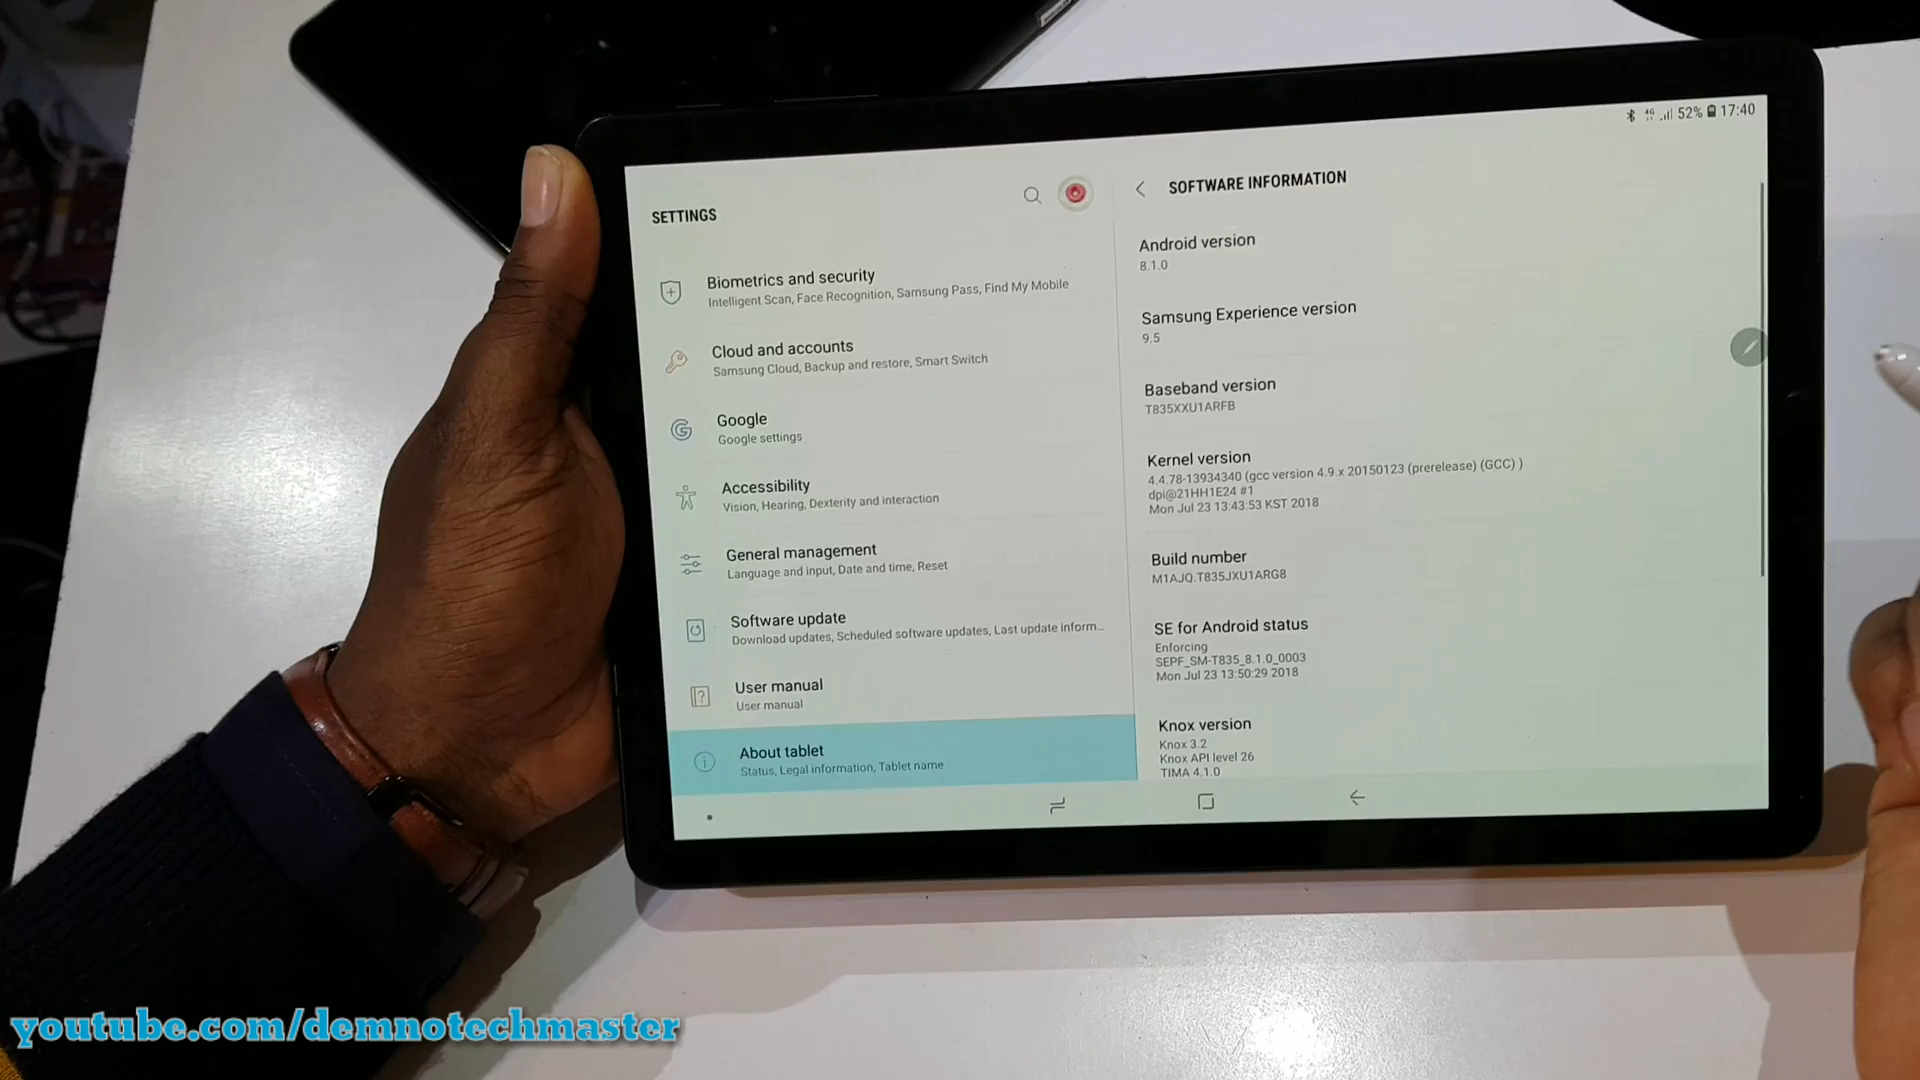 52% 17:40
SETTINGS
Biometrics and security
Intelligent Scan, Face Recognition, Samsung Pass, Find My Mobile
Cloud and accounts
Samsung Cloud, Backup and restore, Smart Switch
Google
Google settings
Accessibility
Vision, Hearing, Dexterity and interaction
General management
Language and input, Date and time, Reset
Software update
Download updates, Scheduled software updates, Last update inform...
User manual
User manual
About tablet
Status, Legal information, Tablet name
SOFTWARE INFORMATION
Android version
8.1.0
Samsung Experience version
9.5
Baseband version
T835XXU1ARFB
Kernel version
4.4.78-13934340 (gcc version 4.9.x 20150123 (prerelease) (GCC) )
dpi@21HH1E24 #1
Mon Jul 23 13:43:53 KST 2018
Build number
M1AJQ.T835JXU1ARG8
SE for Android status
Enforcing
SEPF_SM-T835_8.1.0_0003
Mon Jul 23 13:50:29 2018
Knox version
Knox 3.2
Knox API level 26
TIMA 4.1.0
youtube.com/demnotechmaster